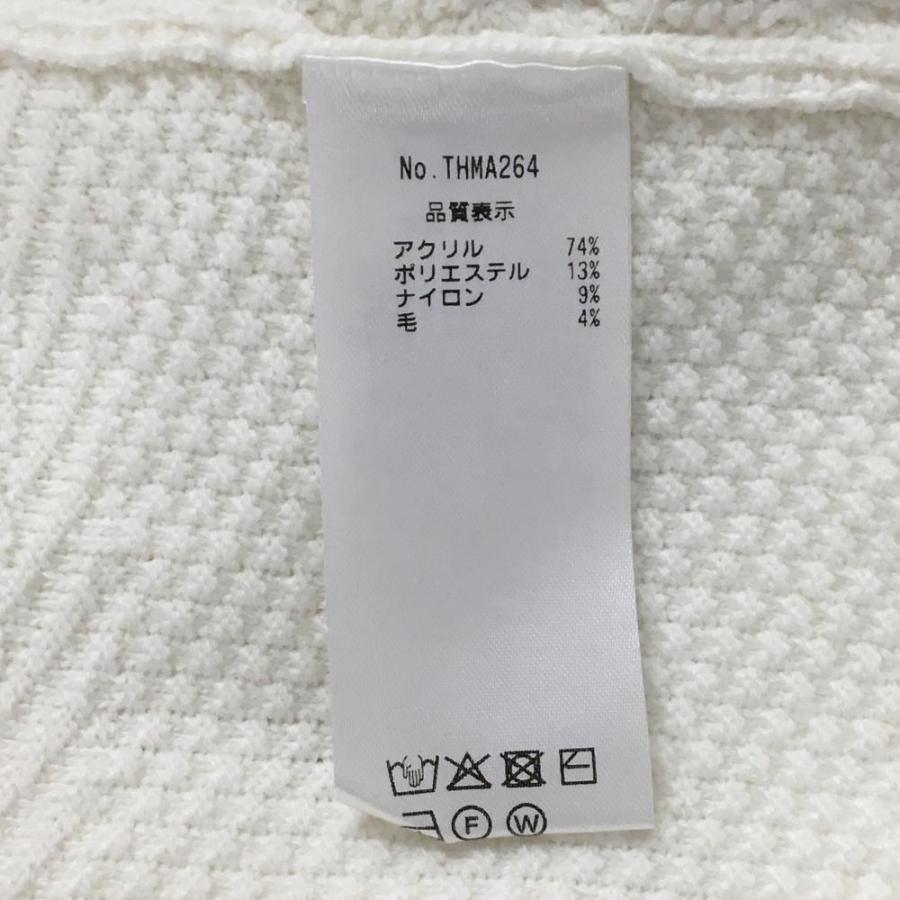 No.THMA264
品質表示
アクリル 74%
ポリエステル 13%
ナイロン 9%
毛 4%
F W